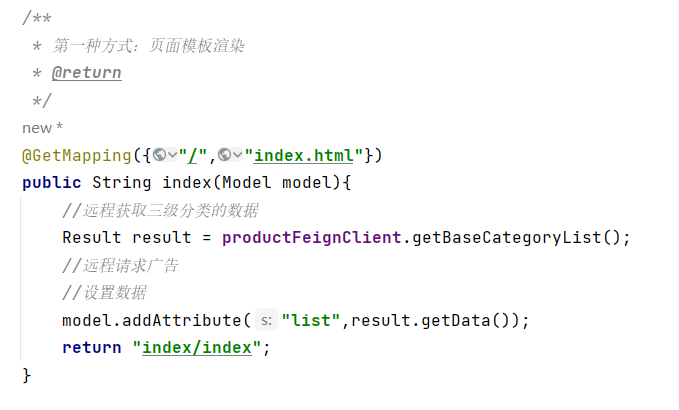 /**
 * 第一种方式：页面模板渲染
 * @return
 */
new *
@GetMapping({"/","index.html"})
public String index(Model model){
    //远程获取三级分类的数据
    Result result = productFeignClient.getBaseCategoryList();
    //远程请求广告
    //设置数据
    model.addAttribute( s: "list",result.getData());
    return "index/index";
}